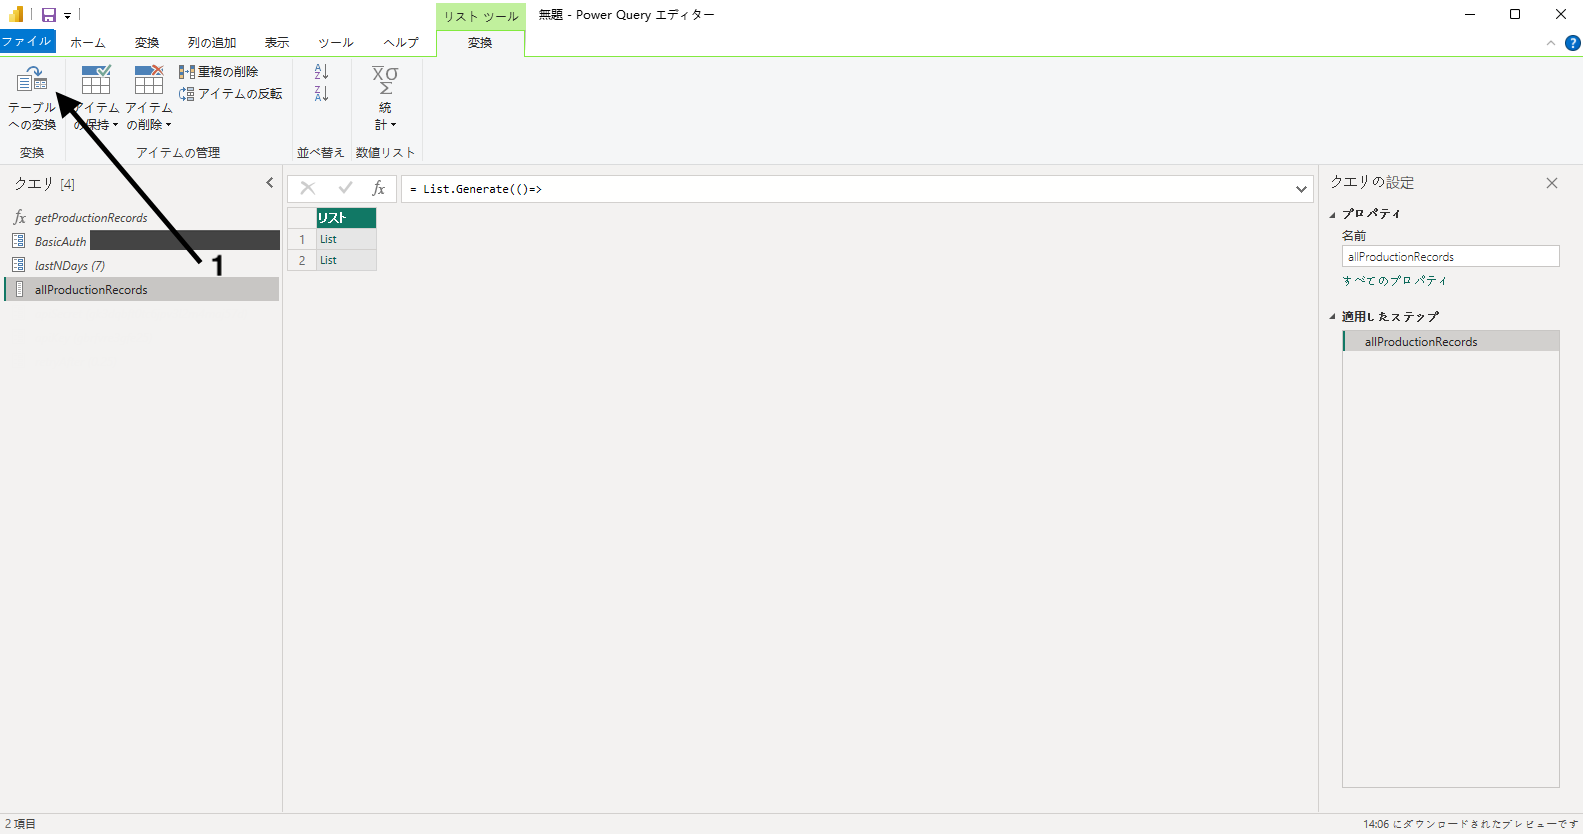 リスト ツール
無題 - Power Query エディター
ファイル
ホーム
変換
列の追加
表示
ツール
ヘルプ
変換
?
テーブル
への変換
アイテム
の保持
アイテム
の削除
重複の削除
アイテムの反転
A
Z
Z
A
X̅σ
Σ
統
計
変換
アイテムの管理
並べ替え
数値リスト
クエリ [4]
fx getProductionRecords
BasicAuth
lastNDays (7)
allProductionRecords
1
fx
= List.Generate(()=>
リスト
1 List
2 List
クエリの設定
プロパティ
名前
allProductionRecords
すべてのプロパティ
適用したステップ
allProductionRecords
2 項目
14:06 にダウンロードされたプレビューです